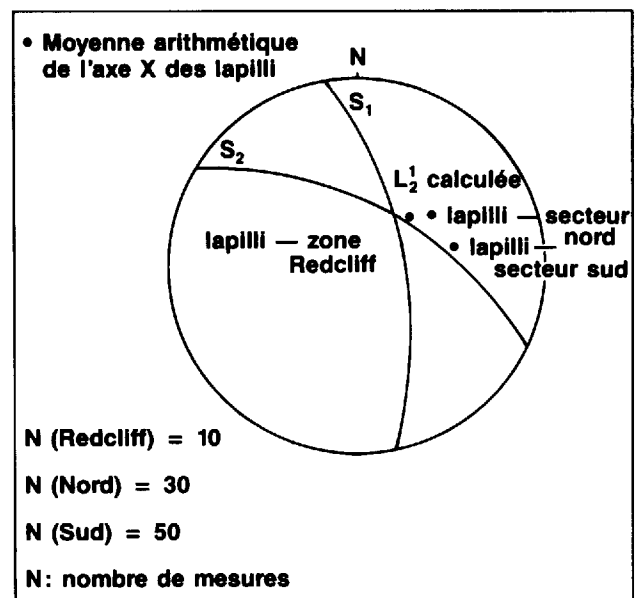 • Moyenne arithmétique
de l'axe X des lapilli
N
S₁
S₂
L¹₂ calculée
• • lapilli — secteur
nord
lapilli — zone
Redcliff
• lapilli —
secteur sud
N (Redcliff) = 10
N (Nord) = 30
N (Sud) = 50
N: nombre de mesures